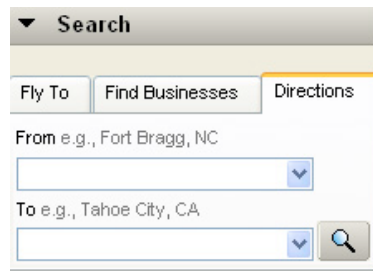 Search
Fly To Find Businesses Directions
From e.g., Fort Bragg, NC
To e.g., Tahoe City, CA